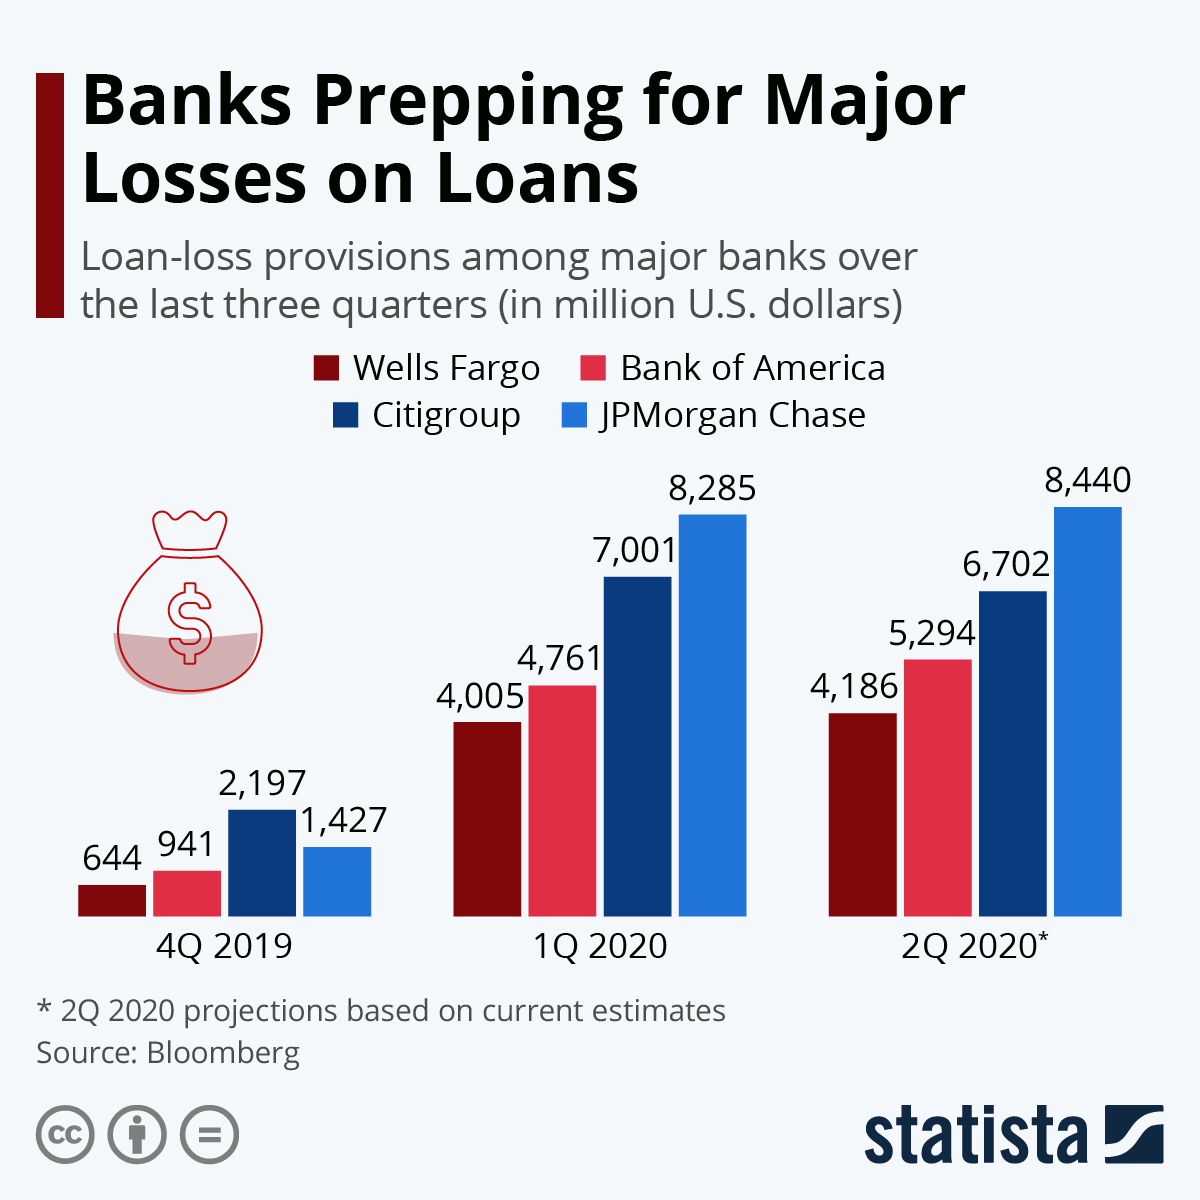 Banks Prepping for Major
Losses on Loans
Loan-loss provisions among major banks over
the last three quarters (in million U.S. dollars)
Wells Fargo
Bank of America
Citigroup
JPMorgan Chase
$
644
941
2,197
1,427
4Q 2019
4,005
4,761
7,001
8,285
1Q 2020
4,186
5,294
6,702
8,440
2Q 2020*
* 2Q 2020 projections based on current estimates
Source: Bloomberg
cc
=
statista